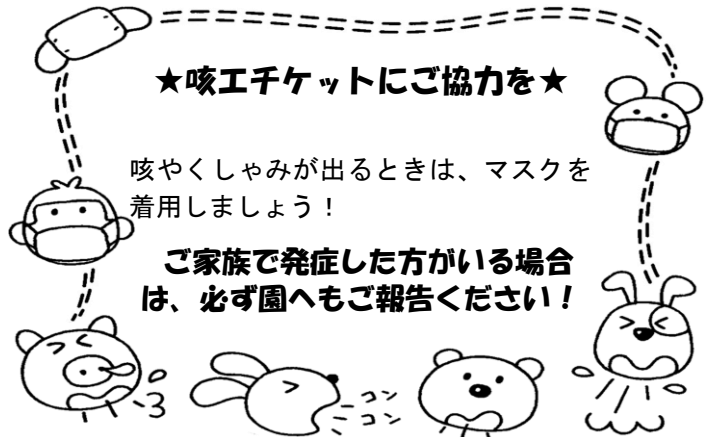 ★咳エチケットにご協力を★
咳やくしゃみが出るときは、マスクを
着用しましょう！
ご家族で発症した方がいる場合
は、必ず園へもご報告ください！
コン
コン